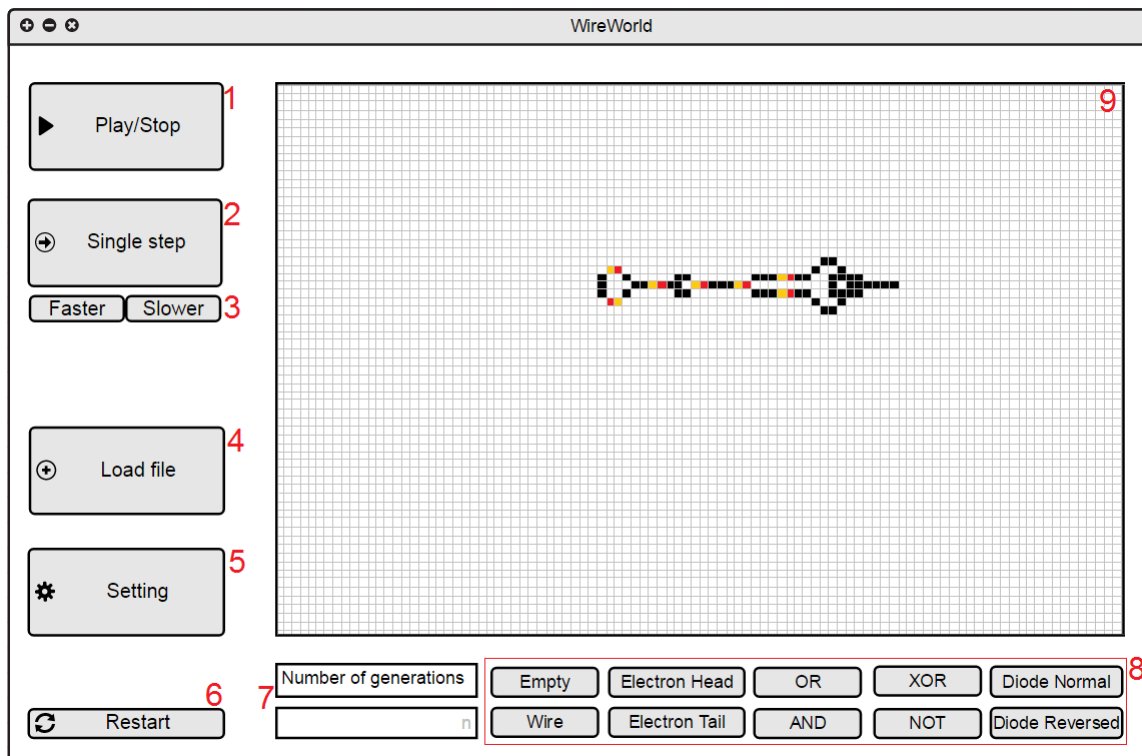 WireWorld
1
Play/Stop
2
Single step
3
Faster Slower
4
Load file
5
Setting
6
Restart
7
Number of generations
n
8
Empty Electron Head OR XOR Diode Normal
Wire Electron Tail AND NOT Diode Reversed
9